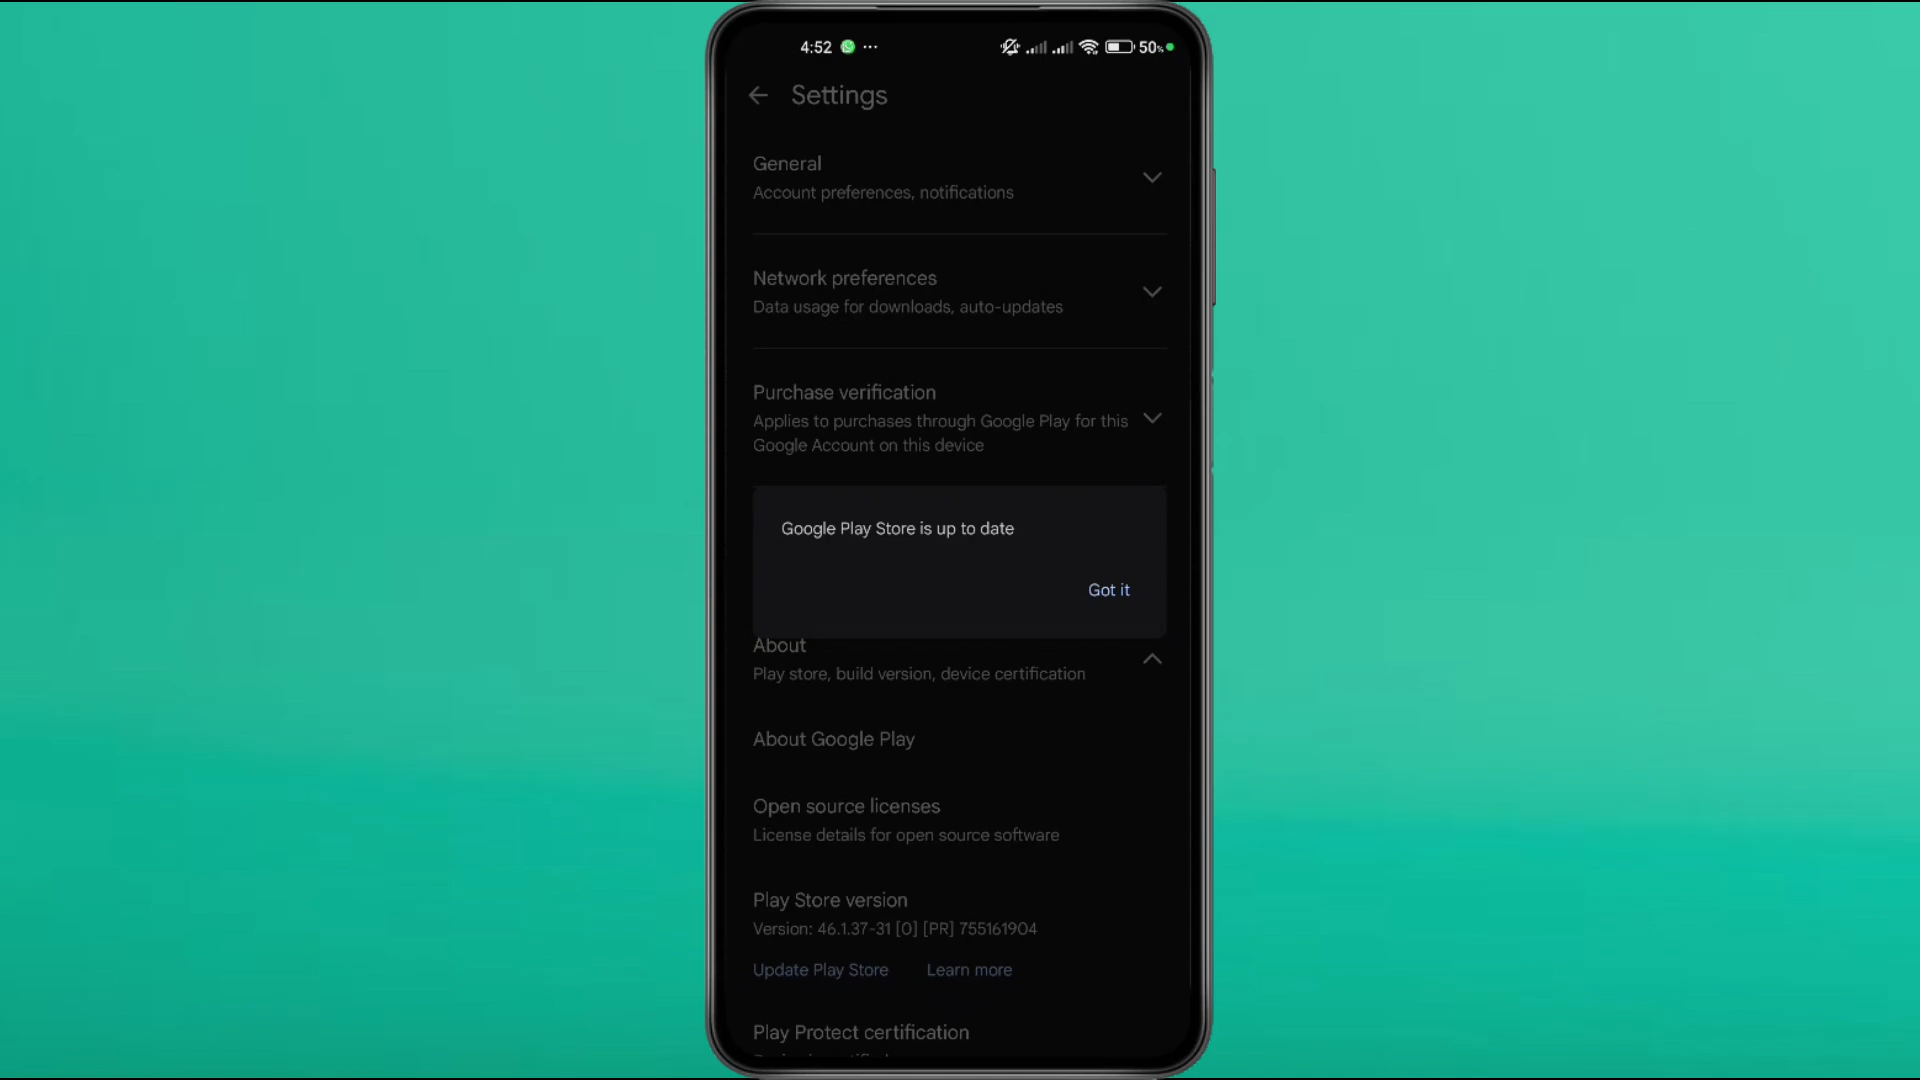 4:52 50%
Settings
General
Account preferences, notifications
Network preferences
Data usage for downloads, auto-updates
Purchase verification
Applies to purchases through Google Play for this
Google Account on this device
Google Play Store is up to date
Got it
About
Play store, build version, device certification
About Google Play
Open source licenses
License details for open source software
Play Store version
Version: 46.1.37-31 [0] [PR] 755161904
Update Play Store Learn more
Play Protect certification